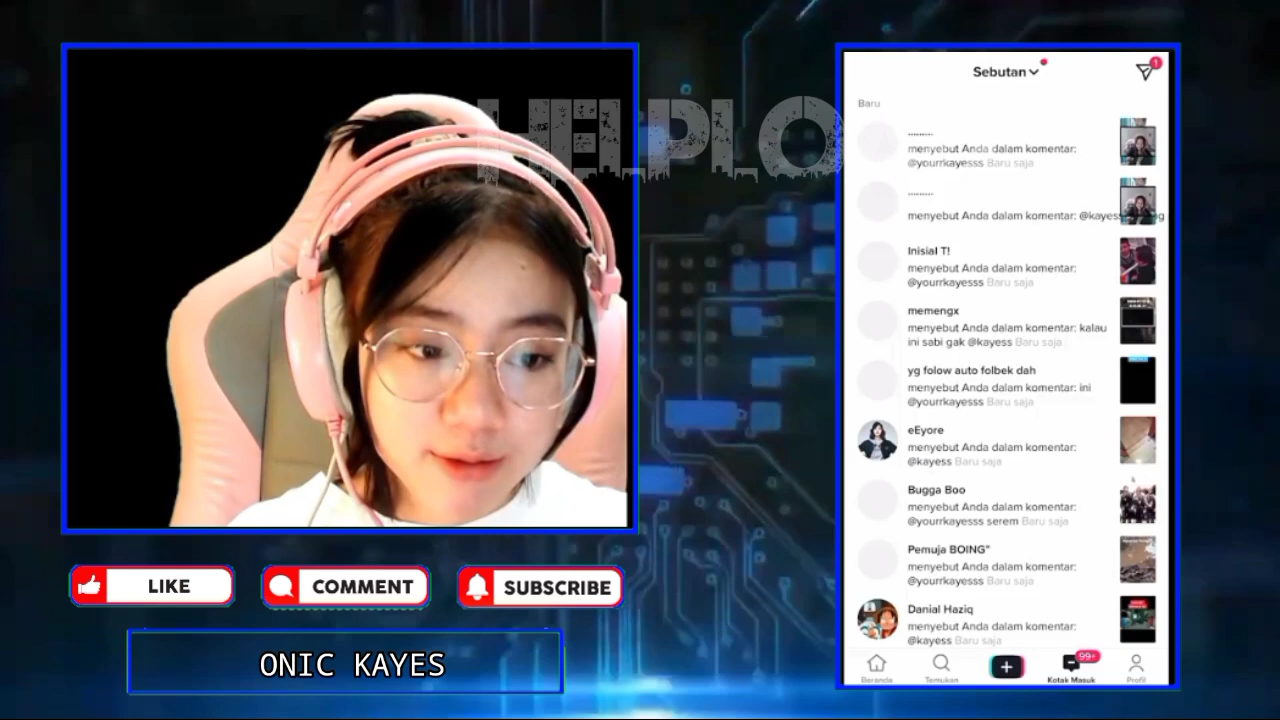 HELPLO
Sebutan
1
Baru
.........
menyebut Anda dalam komentar:
@yourrkayesss Baru saja
.........
menyebut Anda dalam komentar: @kayess
Inisial T!
menyebut Anda dalam komentar:
@yourrkayesss Baru saja
memengx
menyebut Anda dalam komentar: kalau
ini sabi gak @kayess Baru saja
yg folow auto folbek dah
menyebut Anda dalam komentar: ini
@yourrkayesss Baru saja
eEyore
menyebut Anda dalam komentar:
@kayess Baru saja
Bugga Boo
menyebut Anda dalam komentar:
@yourrkayesss serem Baru saja
Pemuja BOING"
menyebut Anda dalam komentar:
@yourrkayesss Baru saja
Danial Haziq
menyebut Anda dalam komentar:
@kayess Baru saja
99+
Beranda
Temukan
Kotak Masuk
Profil
LIKE
COMMENT
SUBSCRIBE
ONIC KAYES